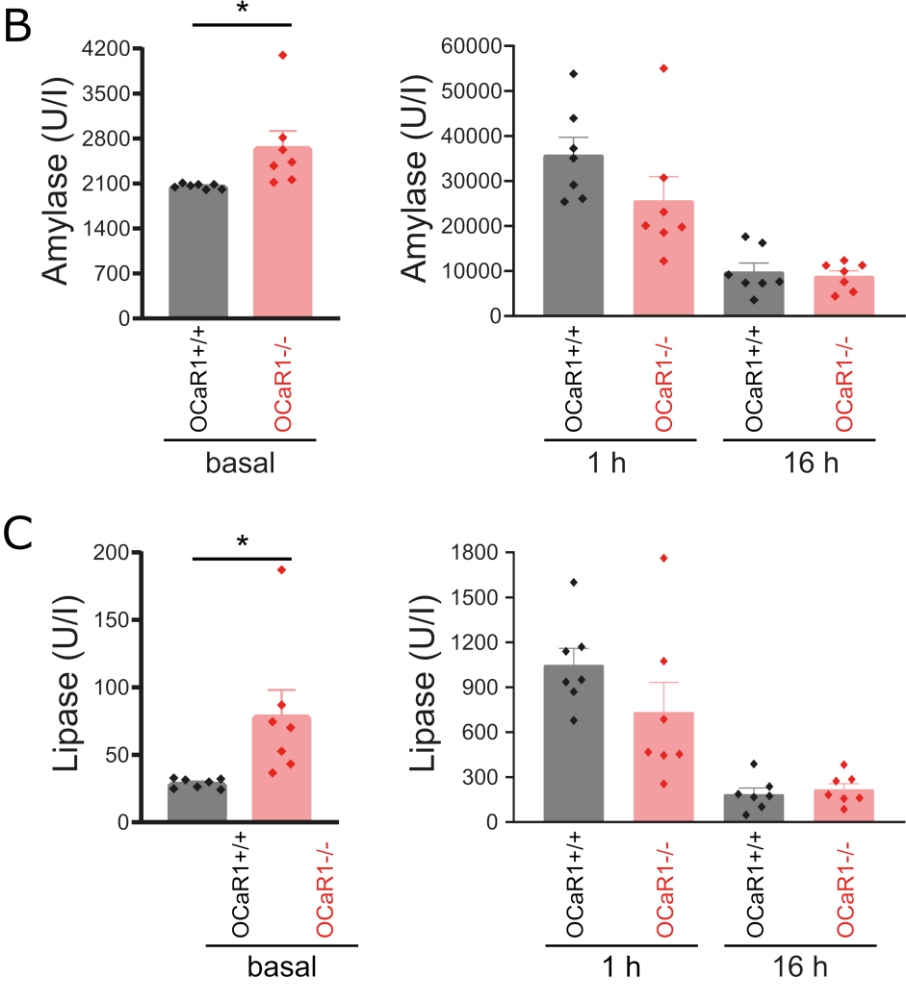 B
*
Amylase (U/l)
4200
3500
2800
2100
1400
700
0
OCaR1+/+
OCaR1-/-
basal
Amylase (U/l)
60000
50000
40000
30000
20000
10000
0
OCaR1+/+
OCaR1-/-
OCaR1+/+
OCaR1-/-
1 h
16 h
C
*
Lipase (U/l)
200
150
100
50
0
OCaR1+/+
OCaR1-/-
basal
Lipase (U/l)
1800
1500
1200
900
600
300
0
OCaR1+/+
OCaR1-/-
OCaR1+/+
OCaR1-/-
1 h
16 h